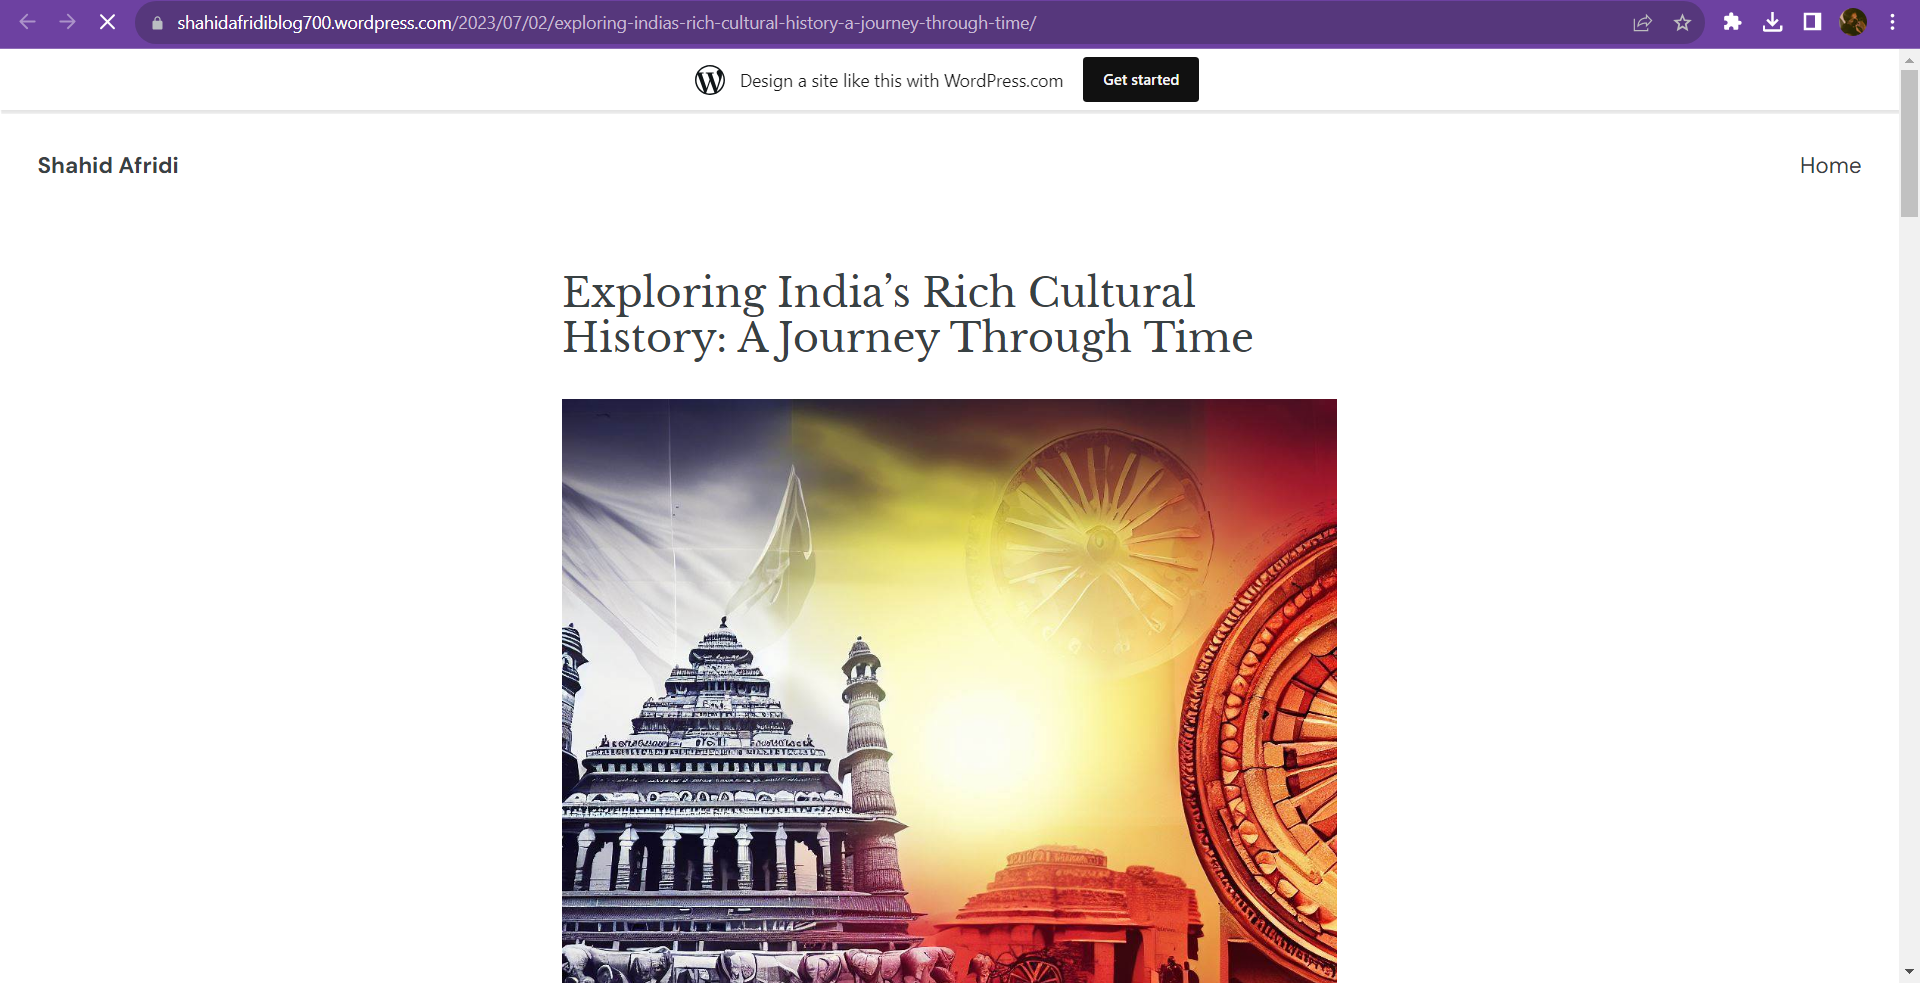 shahidafridiblog700.wordpress.com/2023/07/02/exploring-indias-rich-cultural-history-a-journey-through-time/
Design a site like this with WordPress.com
Get started
Shahid Afridi
Home
Exploring India’s Rich Cultural
History: A Journey Through Time